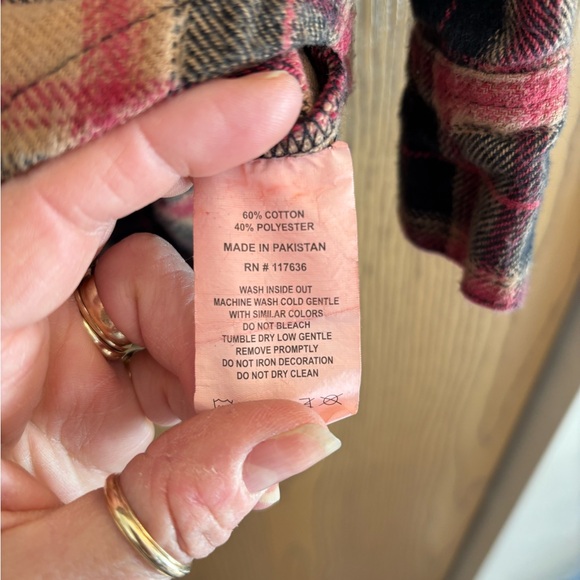 60% COTTON
40% POLYESTER
MADE IN PAKISTAN
RN # 117636
WASH INSIDE OUT
MACHINE WASH COLD GENTLE
WITH SIMILAR COLORS
DO NOT BLEACH
TUMBLE DRY LOW GENTLE
REMOVE PROMPTLY
DO NOT IRON DECORATION
DO NOT DRY CLEAN